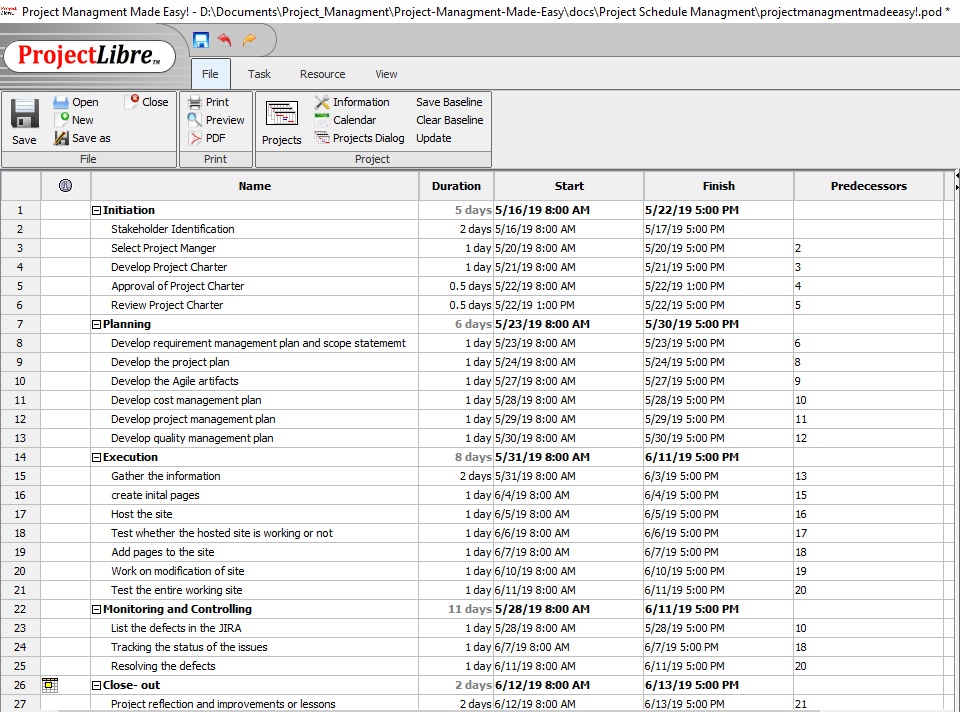 Project Managment Made Easy! - D:\Documents\Project_Managment\Project-Managment-Made-Easy\docs\Project Schedule Managment\projectmanagmentmadeeasy!.pod *
ProjectLibre™
File Task Resource View
Save Open New Save as Close
File
Print Preview PDF
Print
Projects Information Calendar Projects Dialog Save Baseline Clear Baseline Update
Project
Name Duration Start Finish Predecessors
1 Initiation 5 days 5/16/19 8:00 AM 5/22/19 5:00 PM
2 Stakeholder Identification 2 days 5/16/19 8:00 AM 5/17/19 5:00 PM
3 Select Project Manger 1 day 5/20/19 8:00 AM 5/20/19 5:00 PM 2
4 Develop Project Charter 1 day 5/21/19 8:00 AM 5/21/19 5:00 PM 3
5 Approval of Project Charter 0.5 days 5/22/19 8:00 AM 5/22/19 1:00 PM 4
6 Review Project Charter 0.5 days 5/22/19 1:00 PM 5/22/19 5:00 PM 5
7 Planning 6 days 5/23/19 8:00 AM 5/30/19 5:00 PM
8 Develop requirement management plan and scope statememt 1 day 5/23/19 8:00 AM 5/23/19 5:00 PM 6
9 Develop the project plan 1 day 5/24/19 8:00 AM 5/24/19 5:00 PM 8
10 Develop the Agile artifacts 1 day 5/27/19 8:00 AM 5/27/19 5:00 PM 9
11 Develop cost management plan 1 day 5/28/19 8:00 AM 5/28/19 5:00 PM 10
12 Develop project management plan 1 day 5/29/19 8:00 AM 5/29/19 5:00 PM 11
13 Develop quality management plan 1 day 5/30/19 8:00 AM 5/30/19 5:00 PM 12
14 Execution 8 days 5/31/19 8:00 AM 6/11/19 5:00 PM
15 Gather the information 2 days 5/31/19 8:00 AM 6/3/19 5:00 PM 13
16 create inital pages 1 day 6/4/19 8:00 AM 6/4/19 5:00 PM 15
17 Host the site 1 day 6/5/19 8:00 AM 6/5/19 5:00 PM 16
18 Test whether the hosted site is working or not 1 day 6/6/19 8:00 AM 6/6/19 5:00 PM 17
19 Add pages to the site 1 day 6/7/19 8:00 AM 6/7/19 5:00 PM 18
20 Work on modification of site 1 day 6/10/19 8:00 AM 6/10/19 5:00 PM 19
21 Test the entire working site 1 day 6/11/19 8:00 AM 6/11/19 5:00 PM 20
22 Monitoring and Controlling 11 days 5/28/19 8:00 AM 6/11/19 5:00 PM
23 List the defects in the JIRA 1 day 5/28/19 8:00 AM 5/28/19 5:00 PM 10
24 Tracking the status of the issues 1 day 6/7/19 8:00 AM 6/7/19 5:00 PM 18
25 Resolving the defects 1 day 6/11/19 8:00 AM 6/11/19 5:00 PM 20
26 Close- out 2 days 6/12/19 8:00 AM 6/13/19 5:00 PM
27 Project reflection and improvements or lessons 2 days 6/12/19 8:00 AM 6/13/19 5:00 PM 21